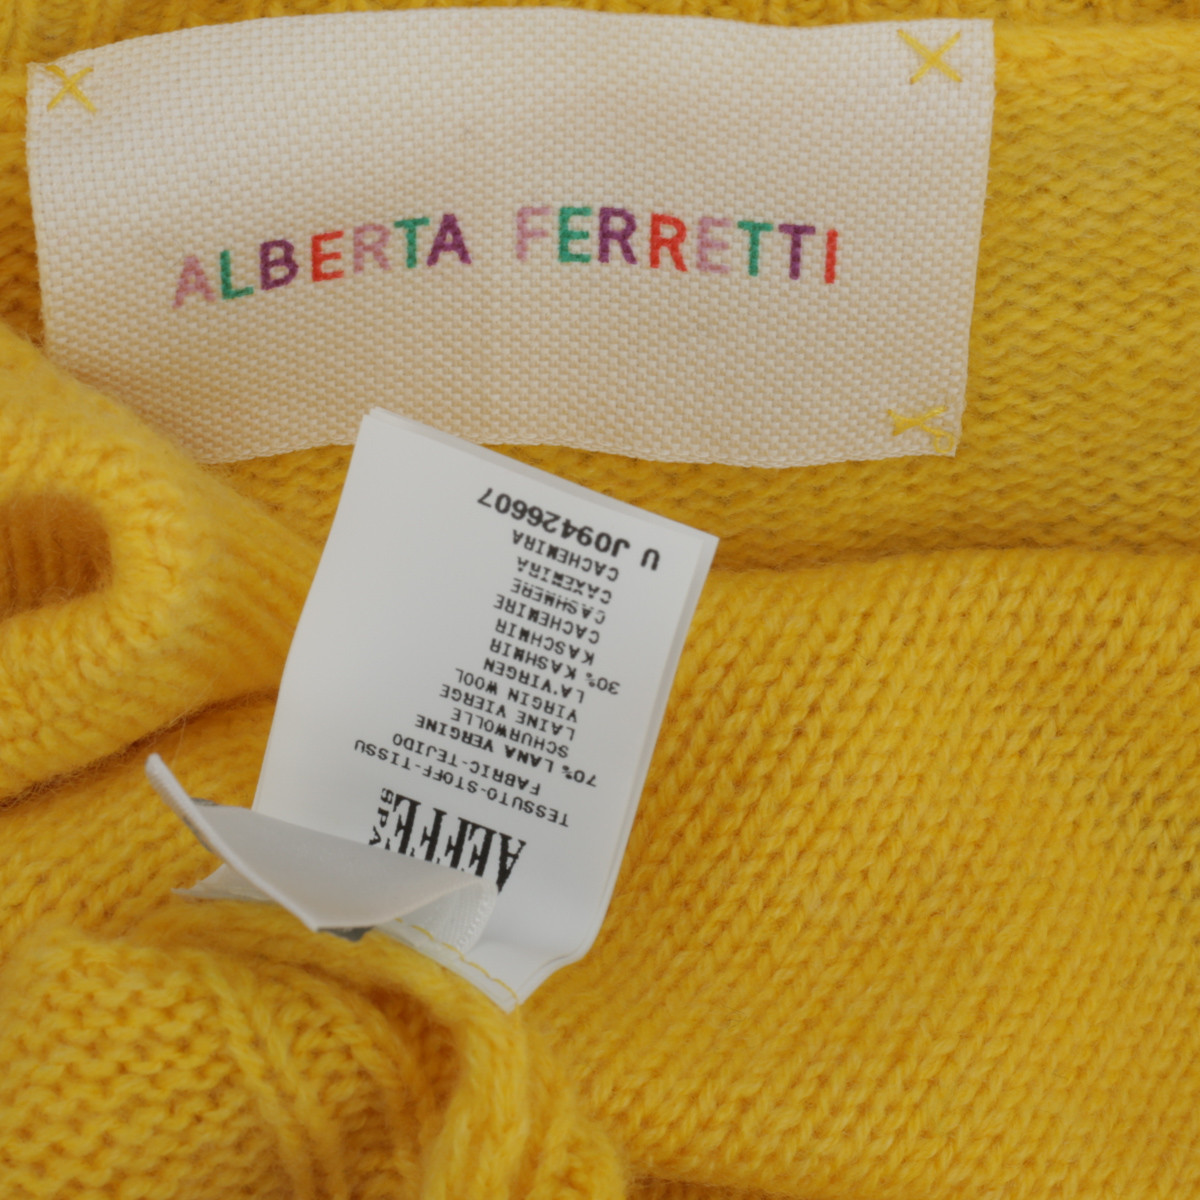 ALBERTA FERRETTI
AEFFE
SPA
TESSUTO-STOFF-TISSU
FABRIC-TEJIDO
70% LANA VERGINE
SCHURWOLLE
LAINE VIERGE
VIRGIN WOOL
LA.VIRGEN
30% KASHMIR
KASCHMIR
CACHEMIRE
CASHMERE
CAXEMIRA
CACHEMIRA
U J09426607